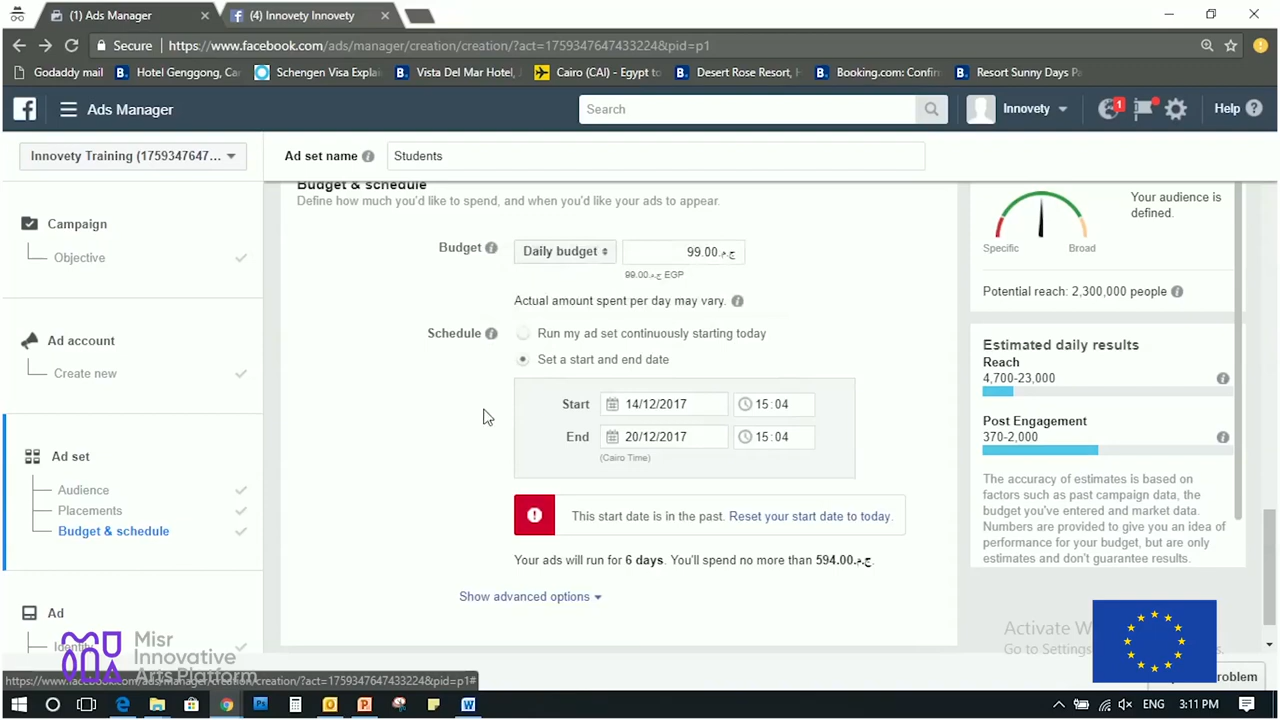 (1) Ads Manager
(4) Innovety Innovety
Secure
https://www.facebook.com/ads/manager/creation/creation/?act=175934764743322​4&pid=p1
Godaddy mail
Hotel Genggong, Car
Schengen Visa Explai
Vista Del Mar Hotel, J
Cairo (CAI) - Egypt to
Desert Rose Resort, H
Booking.com: Confir
Resort Sunny Days Pa
Ads Manager
Search
Innovety
1
Help
Innovety Training (1759347647...
Ad set name
Students
Campaign
Objective
Ad account
Create new
Ad set
Audience
Placements
Budget & schedule
Ad
Identity
Budget & schedule
Define how much you'd like to spend, and when you'd like your ads to appear.
Budget
Daily budget
ج.م.99.00
ج.م.99.00 EGP
Actual amount spent per day may vary.
Schedule
Run my ad set continuously starting today
Set a start and end date
Start
14/12/2017
15:04
End
20/12/2017
15:04
(Cairo Time)
This start date is in the past. Reset your start date to today.
Your ads will run for 6 days. You'll spend no more than ج.م.594.00.
Show advanced options
Your audience is
defined.
Specific
Broad
Potential reach: 2,300,000 people
Estimated daily results
Reach
4,700-23,000
Post Engagement
370-2,000
The accuracy of estimates is based on
factors such as past campaign data, the
budget you've entered and market data.
Numbers are provided to give you an idea of
performance for your budget, but are only
estimates and don't guarantee results.
Activate W
Go to Settings
roblem
Misr
Innovative
Arts Platform
https://www.facebook.com/ads/manager/creation/creation/?act=175934764743322​4&pid=p1#
ENG
3:11 PM